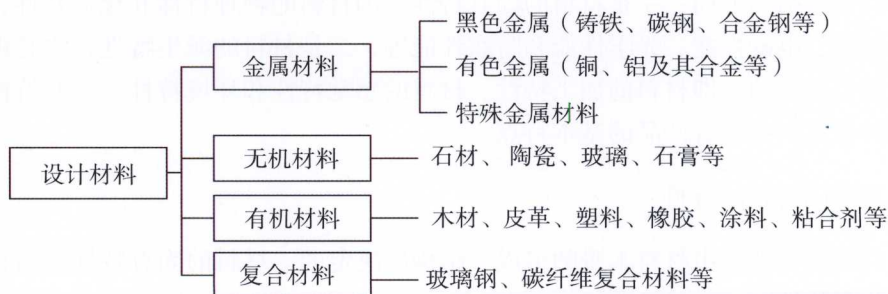 设计材料
金属材料
黑色金属（铸铁、碳钢、合金钢等）
有色金属（铜、铝及其合金等）
特殊金属材料
无机材料
石材、陶瓷、玻璃、石膏等
有机材料
木材、皮革、塑料、橡胶、涂料、粘合剂等
复合材料
玻璃钢、碳纤维复合材料等